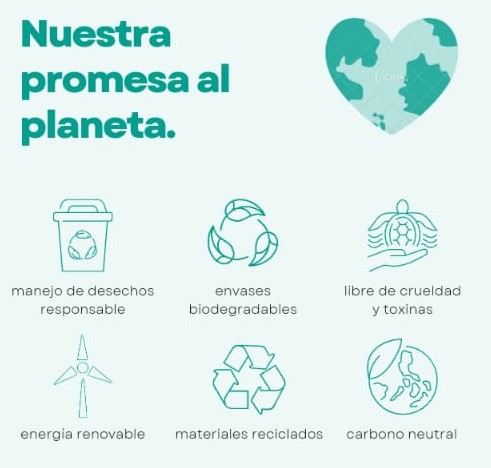 Nuestra
promesa al
planeta.
Canva
manejo de desechos
responsable
envases
biodegradables
libre de crueldad
y toxinas
energía renovable
materiales reciclados
carbono neutral